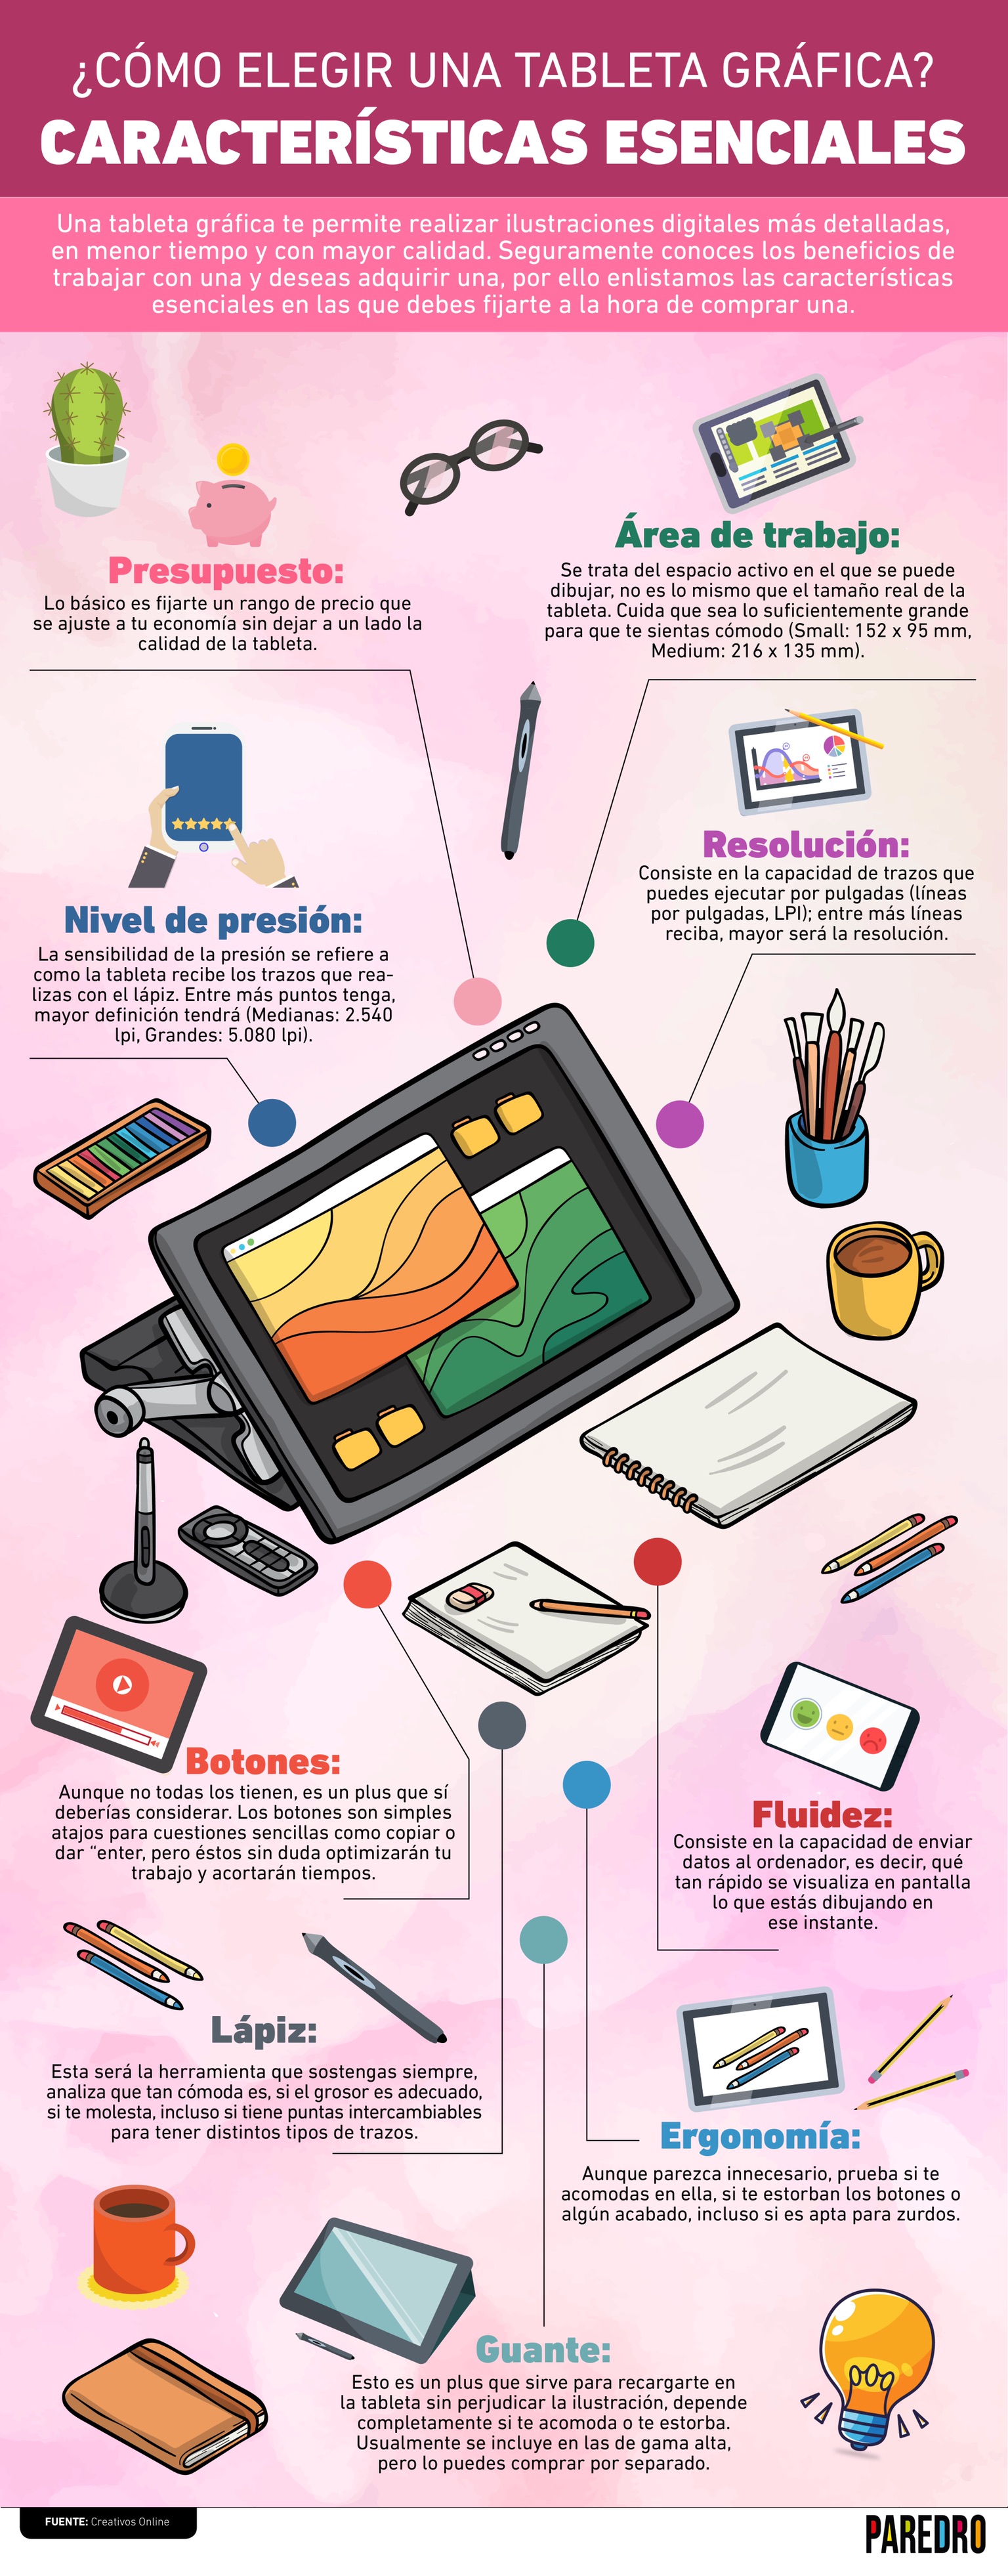 ¿CÓMO ELEGIR UNA TABLETA GRÁFICA?
CARACTERÍSTICAS ESENCIALES
Una tableta gráfica te permite realizar ilustraciones digitales más detalladas,
en menor tiempo y con mayor calidad. Seguramente conoces los beneficios de
trabajar con una y deseas adquirir una, por ello enlistamos las características
esenciales en las que debes fijarte a la hora de comprar una.
Presupuesto:
Lo básico es fijarte un rango de precio que
se ajuste a tu economía sin dejar a un lado la
calidad de la tableta.
Área de trabajo:
Se trata del espacio activo en el que se puede
dibujar, no es lo mismo que el tamaño real de la
tableta. Cuida que sea lo suficientemente grande
para que te sientas cómodo (Small: 152 x 95 mm,
Medium: 216 x 135 mm).
Resolución:
Consiste en la capacidad de trazos que
puedes ejecutar por pulgadas (líneas
por pulgadas, LPI); entre más líneas
reciba, mayor será la resolución.
Nivel de presión:
La sensibilidad de la presión se refiere a
como la tableta recibe los trazos que rea-
lizas con el lápiz. Entre más puntos tenga,
mayor definición tendrá (Medianas: 2.540
lpi, Grandes: 5.080 lpi).
Botones:
Aunque no todas los tienen, es un plus que sí
deberías considerar. Los botones son simples
atajos para cuestiones sencillas como copiar o
dar “enter, pero éstos sin duda optimizarán tu
trabajo y acortarán tiempos.
Fluidez:
Consiste en la capacidad de enviar
datos al ordenador, es decir, qué
tan rápido se visualiza en pantalla
lo que estás dibujando en
ese instante.
Lápiz:
Esta será la herramienta que sostengas siempre,
analiza que tan cómoda es, si el grosor es adecuado,
si te molesta, incluso si tiene puntas intercambiables
para tener distintos tipos de trazos.
Ergonomía:
Aunque parezca innecesario, prueba si te
acomodas en ella, si te estorban los botones o
algún acabado, incluso si es apta para zurdos.
Guante:
Esto es un plus que sirve para recargarte en
la tableta sin perjudicar la ilustración, depende
completamente si te acomoda o te estorba.
Usualmente se incluye en las de gama alta,
pero lo puedes comprar por separado.
FUENTE: Creativos Online
PAREDRO